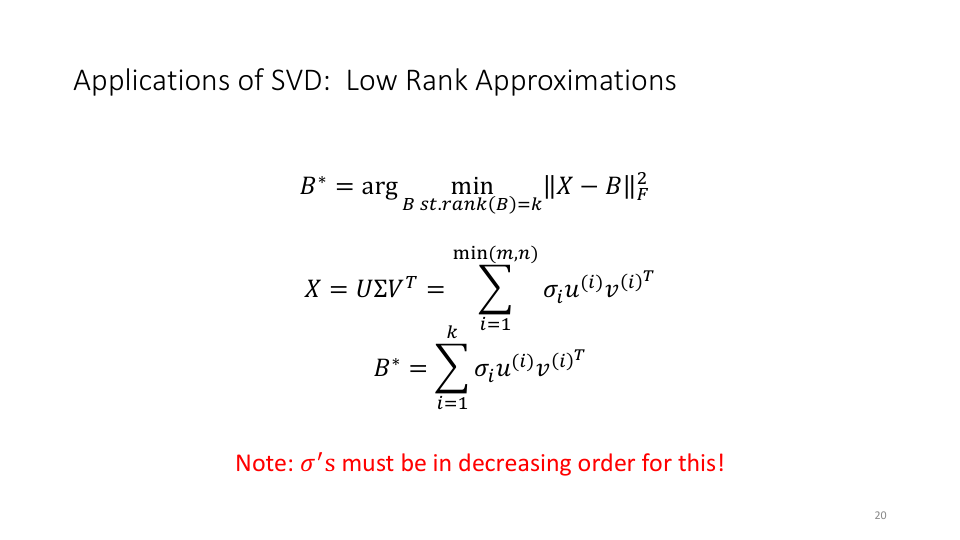 Applications of SVD: Low Rank Approximations
$B^* = \arg \min_{B \, st. rank(B)=k} \|X - B\|_F^2$
$X = U\Sigma V^T = \sum_{i=1}^{\min(m,n)} \sigma_i u^{(i)} v^{(i)^T}$
$B^* = \sum_{i=1}^{k} \sigma_i u^{(i)} v^{(i)^T}$
Note: $\sigma'$s must be in decreasing order for this!
20